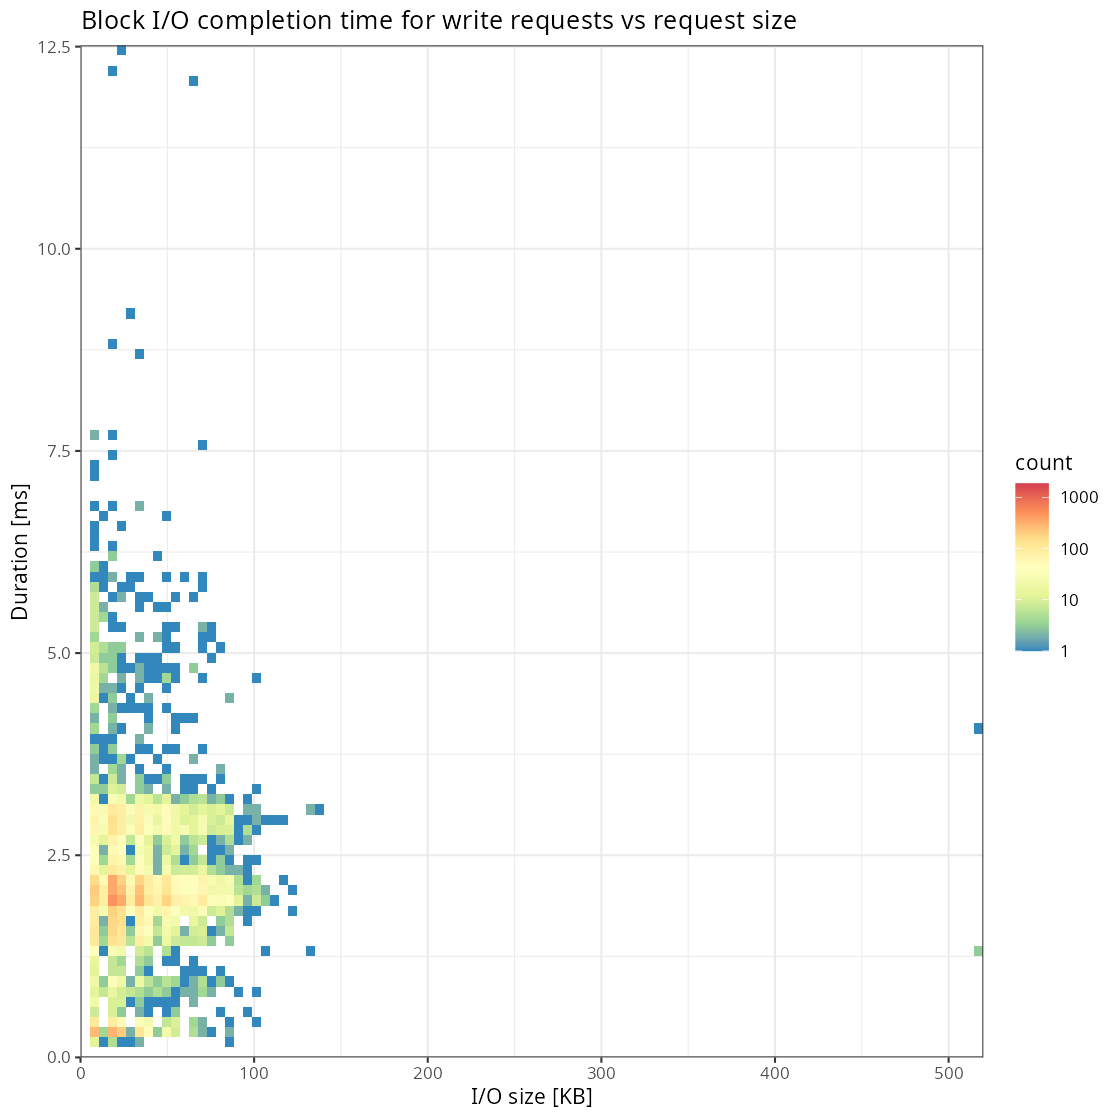 Block I/O completion time for write requests vs request size
12.5
10.0
7.5
5.0
2.5
0.0
Duration [ms]
0 100 200 300 400 500
I/O size [KB]
count
1000
100
10
1